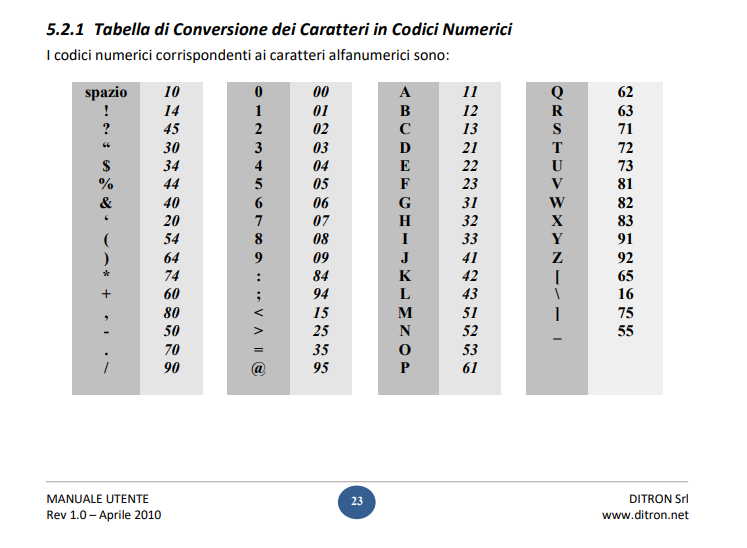 5.2.1 Tabella di Conversione dei Caratteri in Codici Numerici
I codici numerici corrispondenti ai caratteri alfanumerici sono:
spazio 10 0 00 A 11 Q 62
! 14 1 01 B 12 R 63
? 45 2 02 C 13 S 71
“ 30 3 03 D 21 T 72
$ 34 4 04 E 22 U 73
% 44 5 05 F 23 V 81
& 40 6 06 G 31 W 82
‘ 20 7 07 H 32 X 83
( 54 8 08 I 33 Y 91
) 64 9 09 J 41 Z 92
* 74 : 84 K 42 [ 65
+ 60 ; 94 L 43 \ 16
, 80 < 15 M 51 ] 75
- 50 > 25 N 52 _ 55
. 70 = 35 O 53
/ 90 @ 95 P 61
MANUALE UTENTE 23 DITRON Srl
Rev 1.0 – Aprile 2010 www.ditron.net